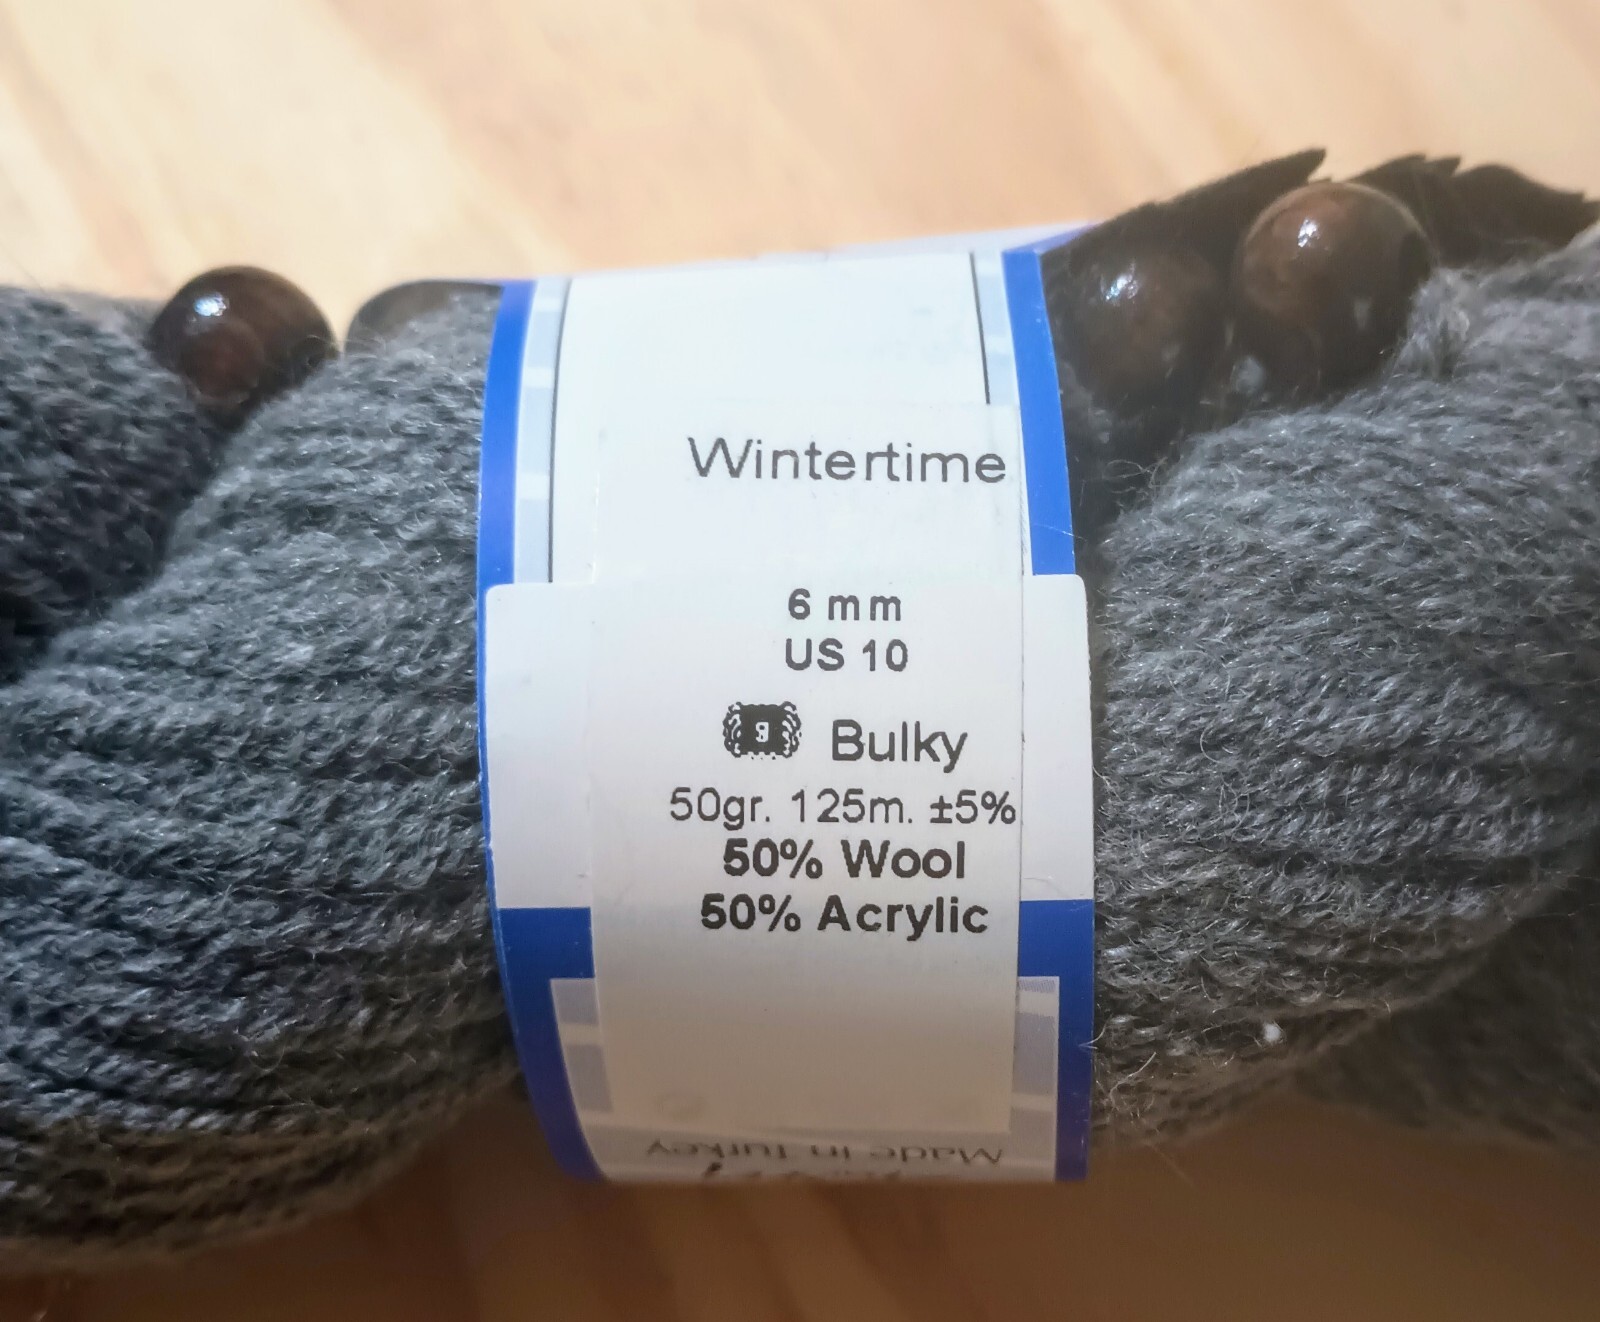 Wintertime
6 mm
US 10
Bulky
50gr. 125m. ±5%
50% Wool
50% Acrylic
Made in Turkey